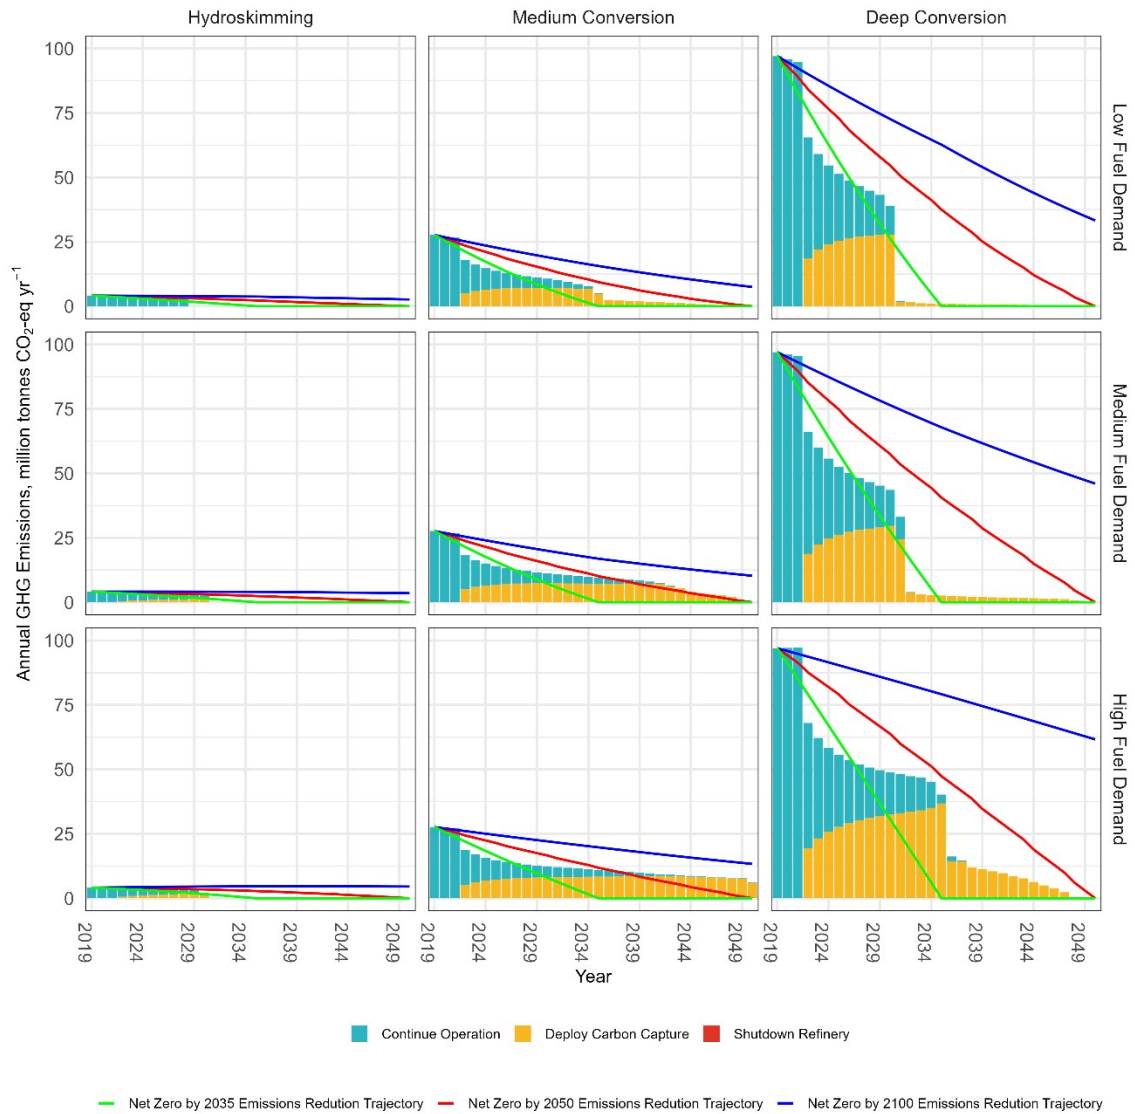 Hydroskimming Medium Conversion Deep Conversion
100
75
50
25
0
Low Fuel Demand
100
75
50
25
0
Medium Fuel Demand
100
75
50
25
0
High Fuel Demand
Annual GHG Emissions, million tonnes CO₂-eq yr⁻¹
2019 2024 2029 2034 2039 2044 2049 2019 2024 2029 2034 2039 2044 2049 2019 2024 2029 2034 2039 2044 2049
Year
Continue Operation Deploy Carbon Capture Shutdown Refinery
Net Zero by 2035 Emissions Redution Trajectory Net Zero by 2050 Emissions Redution Trajectory Net Zero by 2100 Emissions Redution Trajectory